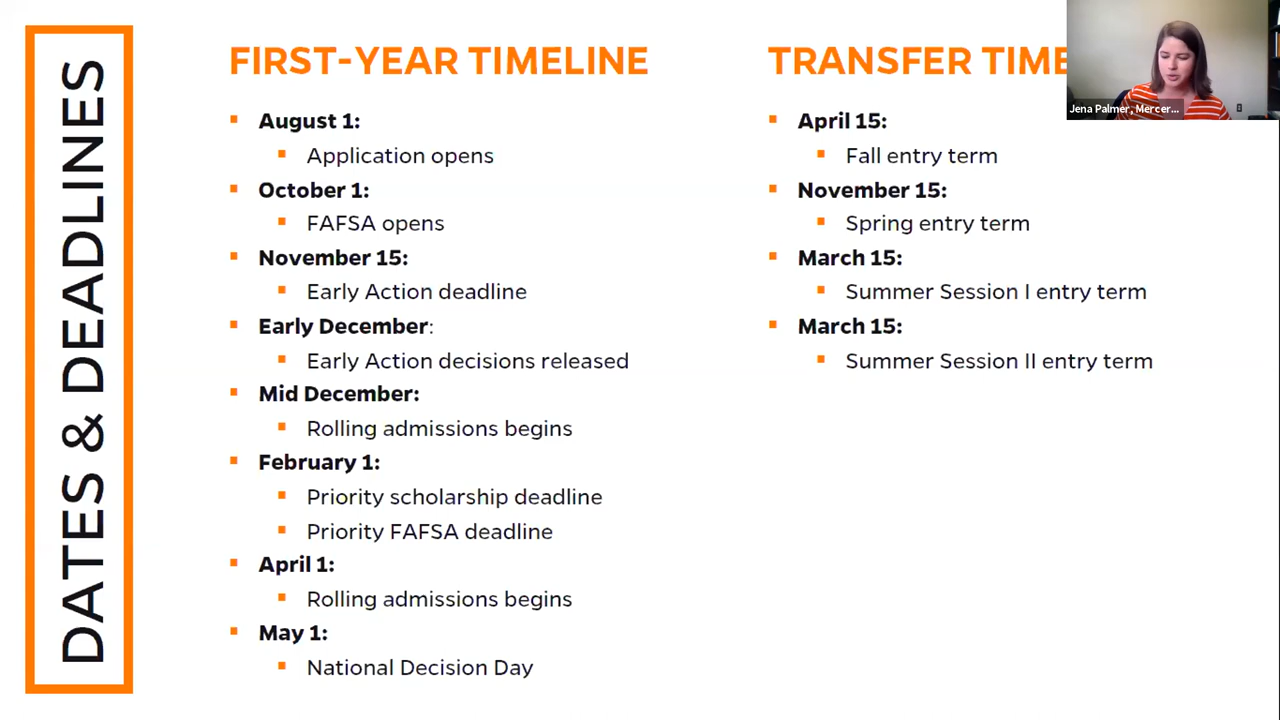 DATES & DEADLINES
FIRST-YEAR TIMELINE
August 1:
Application opens
October 1:
FAFSA opens
November 15:
Early Action deadline
Early December:
Early Action decisions released
Mid December:
Rolling admissions begins
February 1:
Priority scholarship deadline
Priority FAFSA deadline
April 1:
Rolling admissions begins
May 1:
National Decision Day
TRANSFER TIME
April 15:
Fall entry term
November 15:
Spring entry term
March 15:
Summer Session I entry term
March 15:
Summer Session II entry term
Jena Palmer, Mercer...